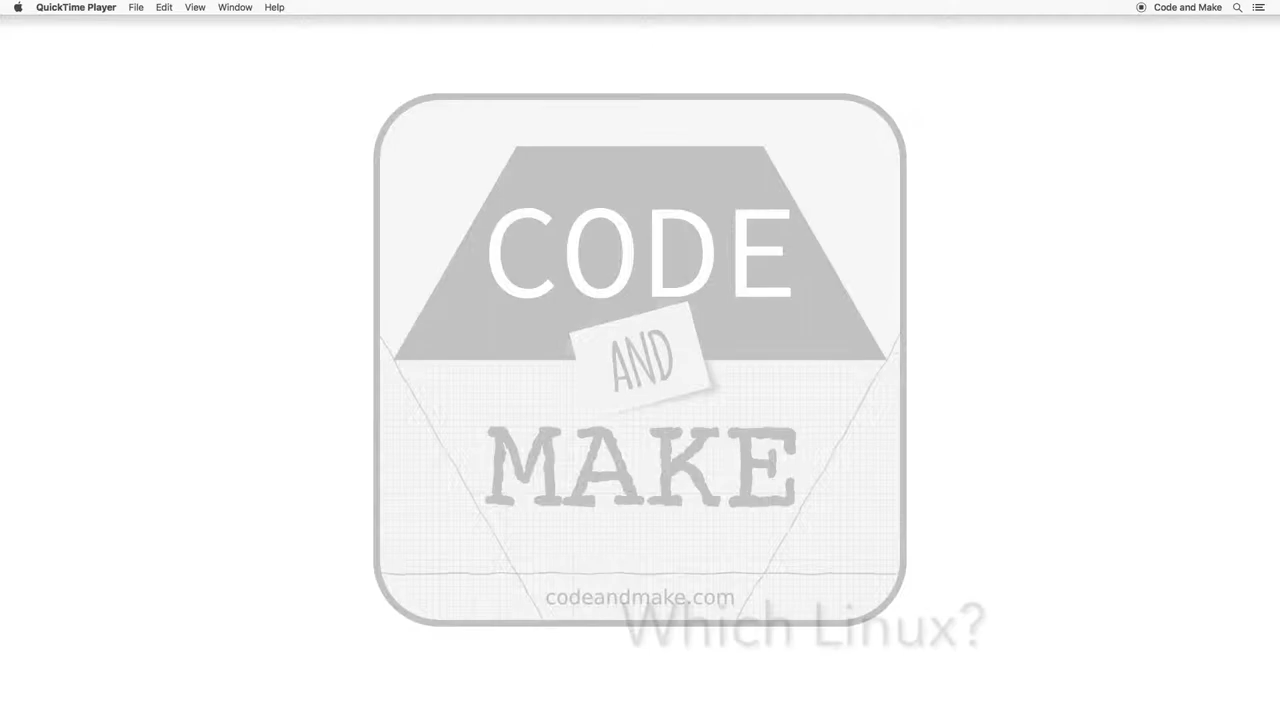 QuickTime Player File Edit View Window Help Code and Make
CODE
AND
MAKE
codeandmake.com
Which Linux?